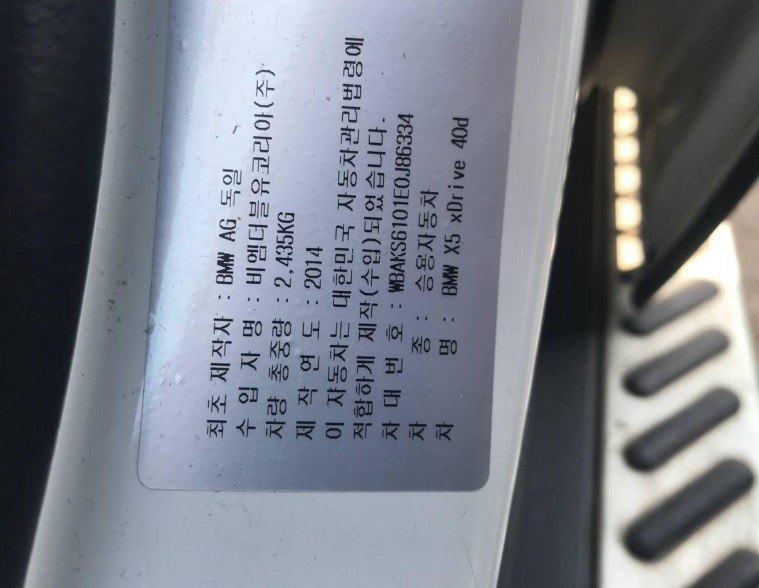 최초 제작자 : BMW AG 독일
수 입 자 명 : 비엠더블유코리아(주)
차량 총중량 : 2,435KG
제 작 연 도 : 2014
이 자동차는 대한민국 자동차관리법령에
적합하게 제작(수입)되었습니다.
차 대 번 호 : WBAKS6101E0J86334
차 종 : 승용자동차
차 명 : BMW X5 xDrive 40d